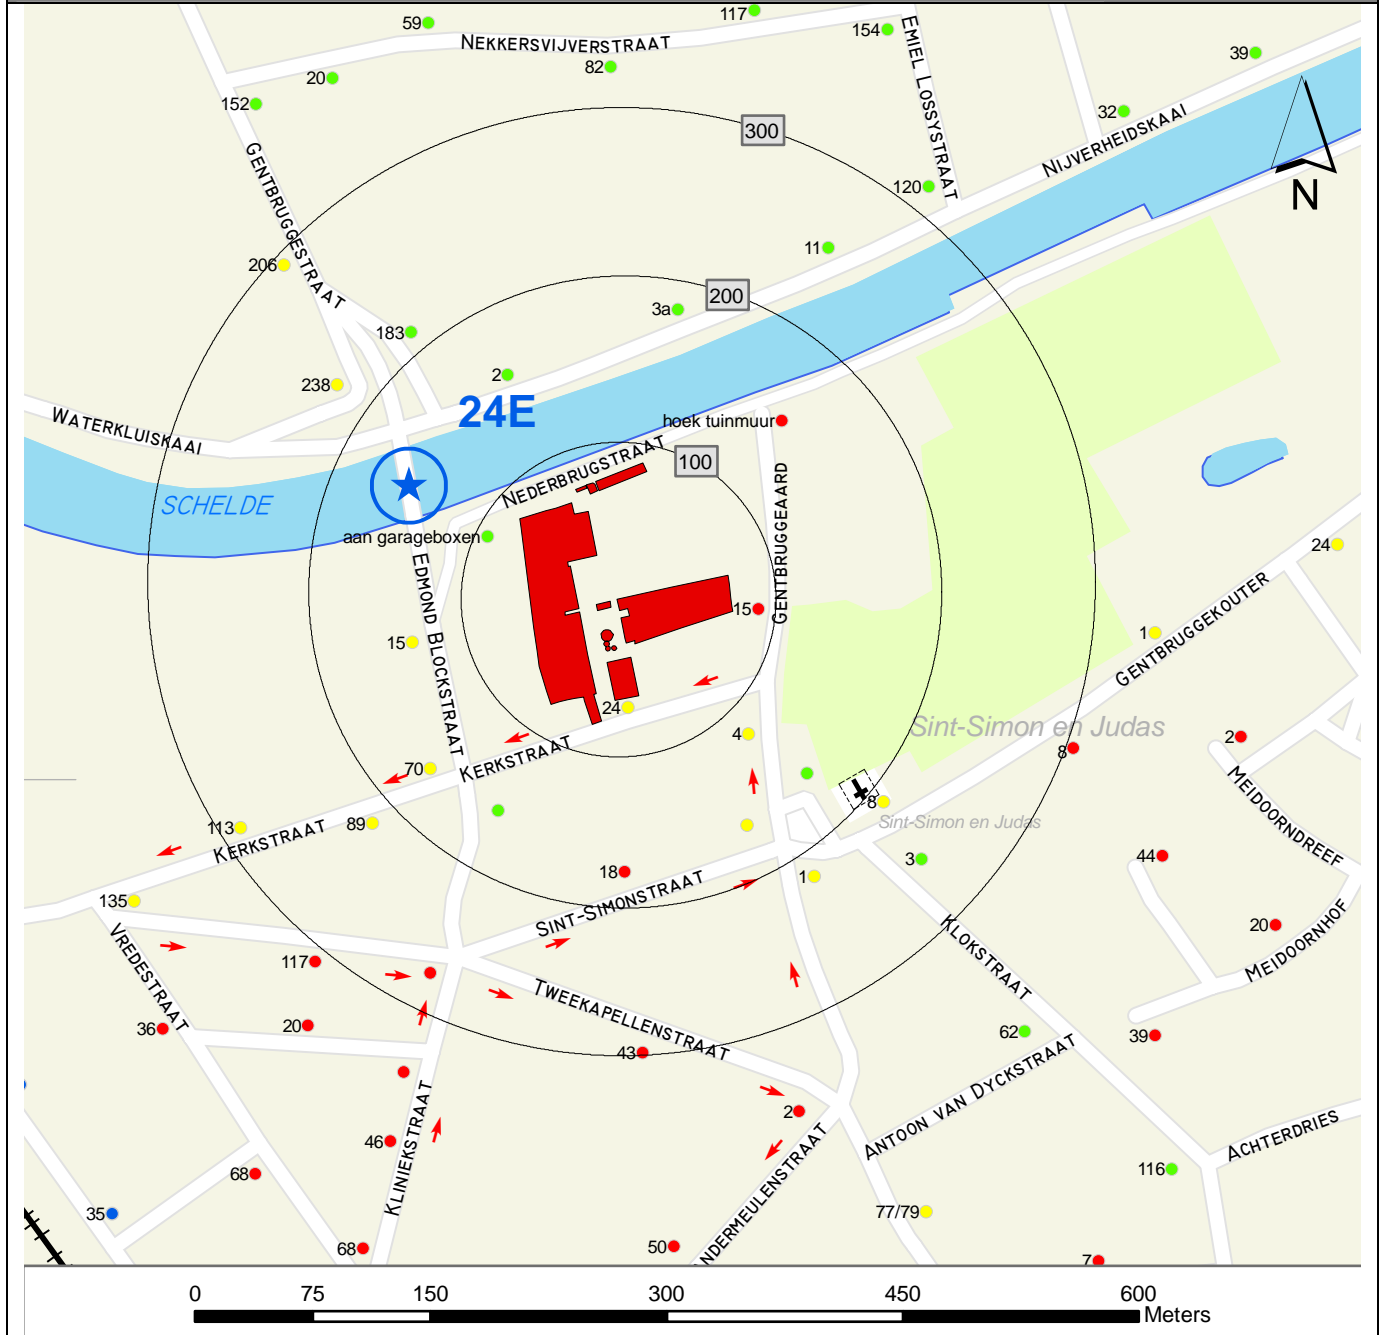 117
59
154
NEKKERSVIJVERSTRAAT
EMIEL LOSSYSTRAAT
39
82
20
152
32
300
NIJVERHEIDSKAAI
GENTBRUGGESTRAAT
N
120
11
206
200
3a
183
2
238
24E
WATERKLUISKAAI
hoek tuinmuur
100
NEDERBRUGSTRAAT
SCHELDE
GENTBRUGGEAARD
aan garageboxen
24
EDMOND BLOCKSTRAAT
15
15
1
GENTBRUGGEKOUTER
24
Sint-Simon en Judas
4
2
8
KERKSTRAAT
70
MEIDOORNDREEF
8
Sint-Simon en Judas
113
KERKSTRAAT
89
44
3
18
1
SINT-SIMONSTRAAT
135
20
MEIDOORNHOF
VREDESTRAAT
KLOKSTRAAT
117
TWEEKAPELLENSTRAAT
36
20
62
39
43
ANTOON VAN DYCKSTRAAT
2
KLINIEKSTRAAT
46
ACHTERDRIES
116
68
NDERMEULENSTRAAT
35
77/79
68
50
7
0
75
150
300
450
600
Meters